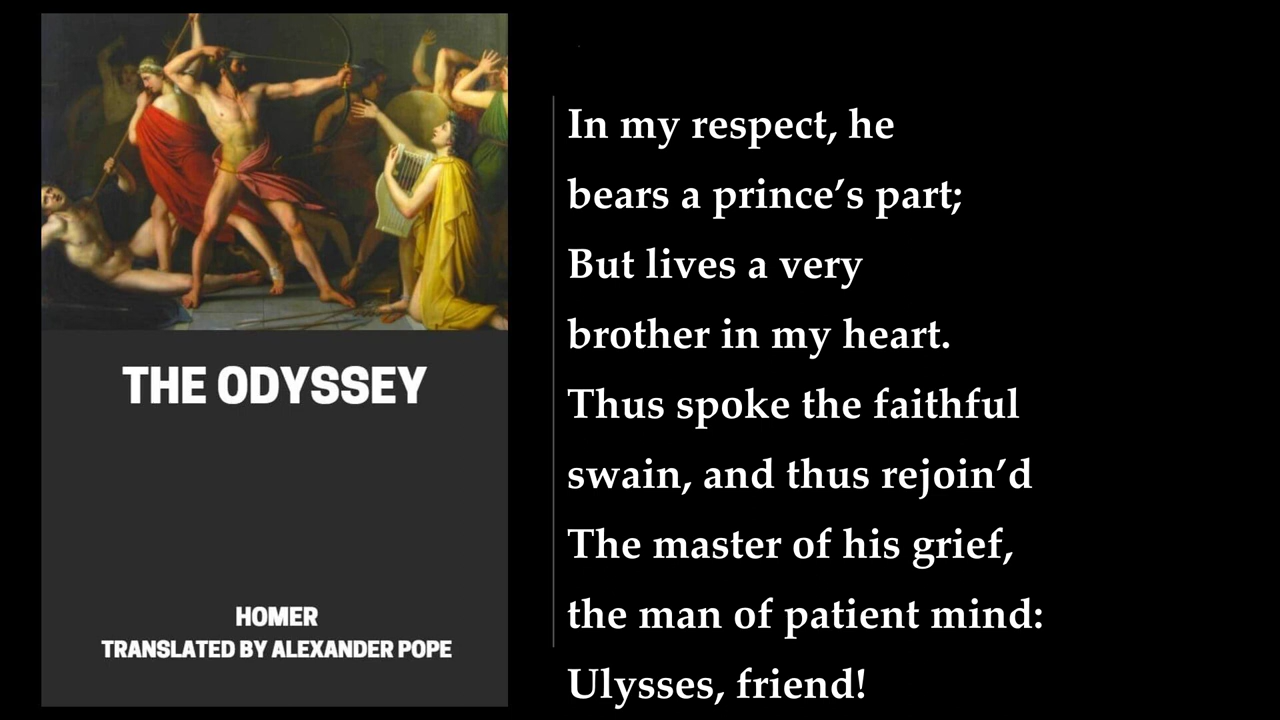 THE ODYSSEY
HOMER
TRANSLATED BY ALEXANDER POPE
In my respect, he
bears a prince’s part;
But lives a very
brother in my heart.
Thus spoke the faithful
swain, and thus rejoin’d
The master of his grief,
the man of patient mind:
Ulysses, friend!